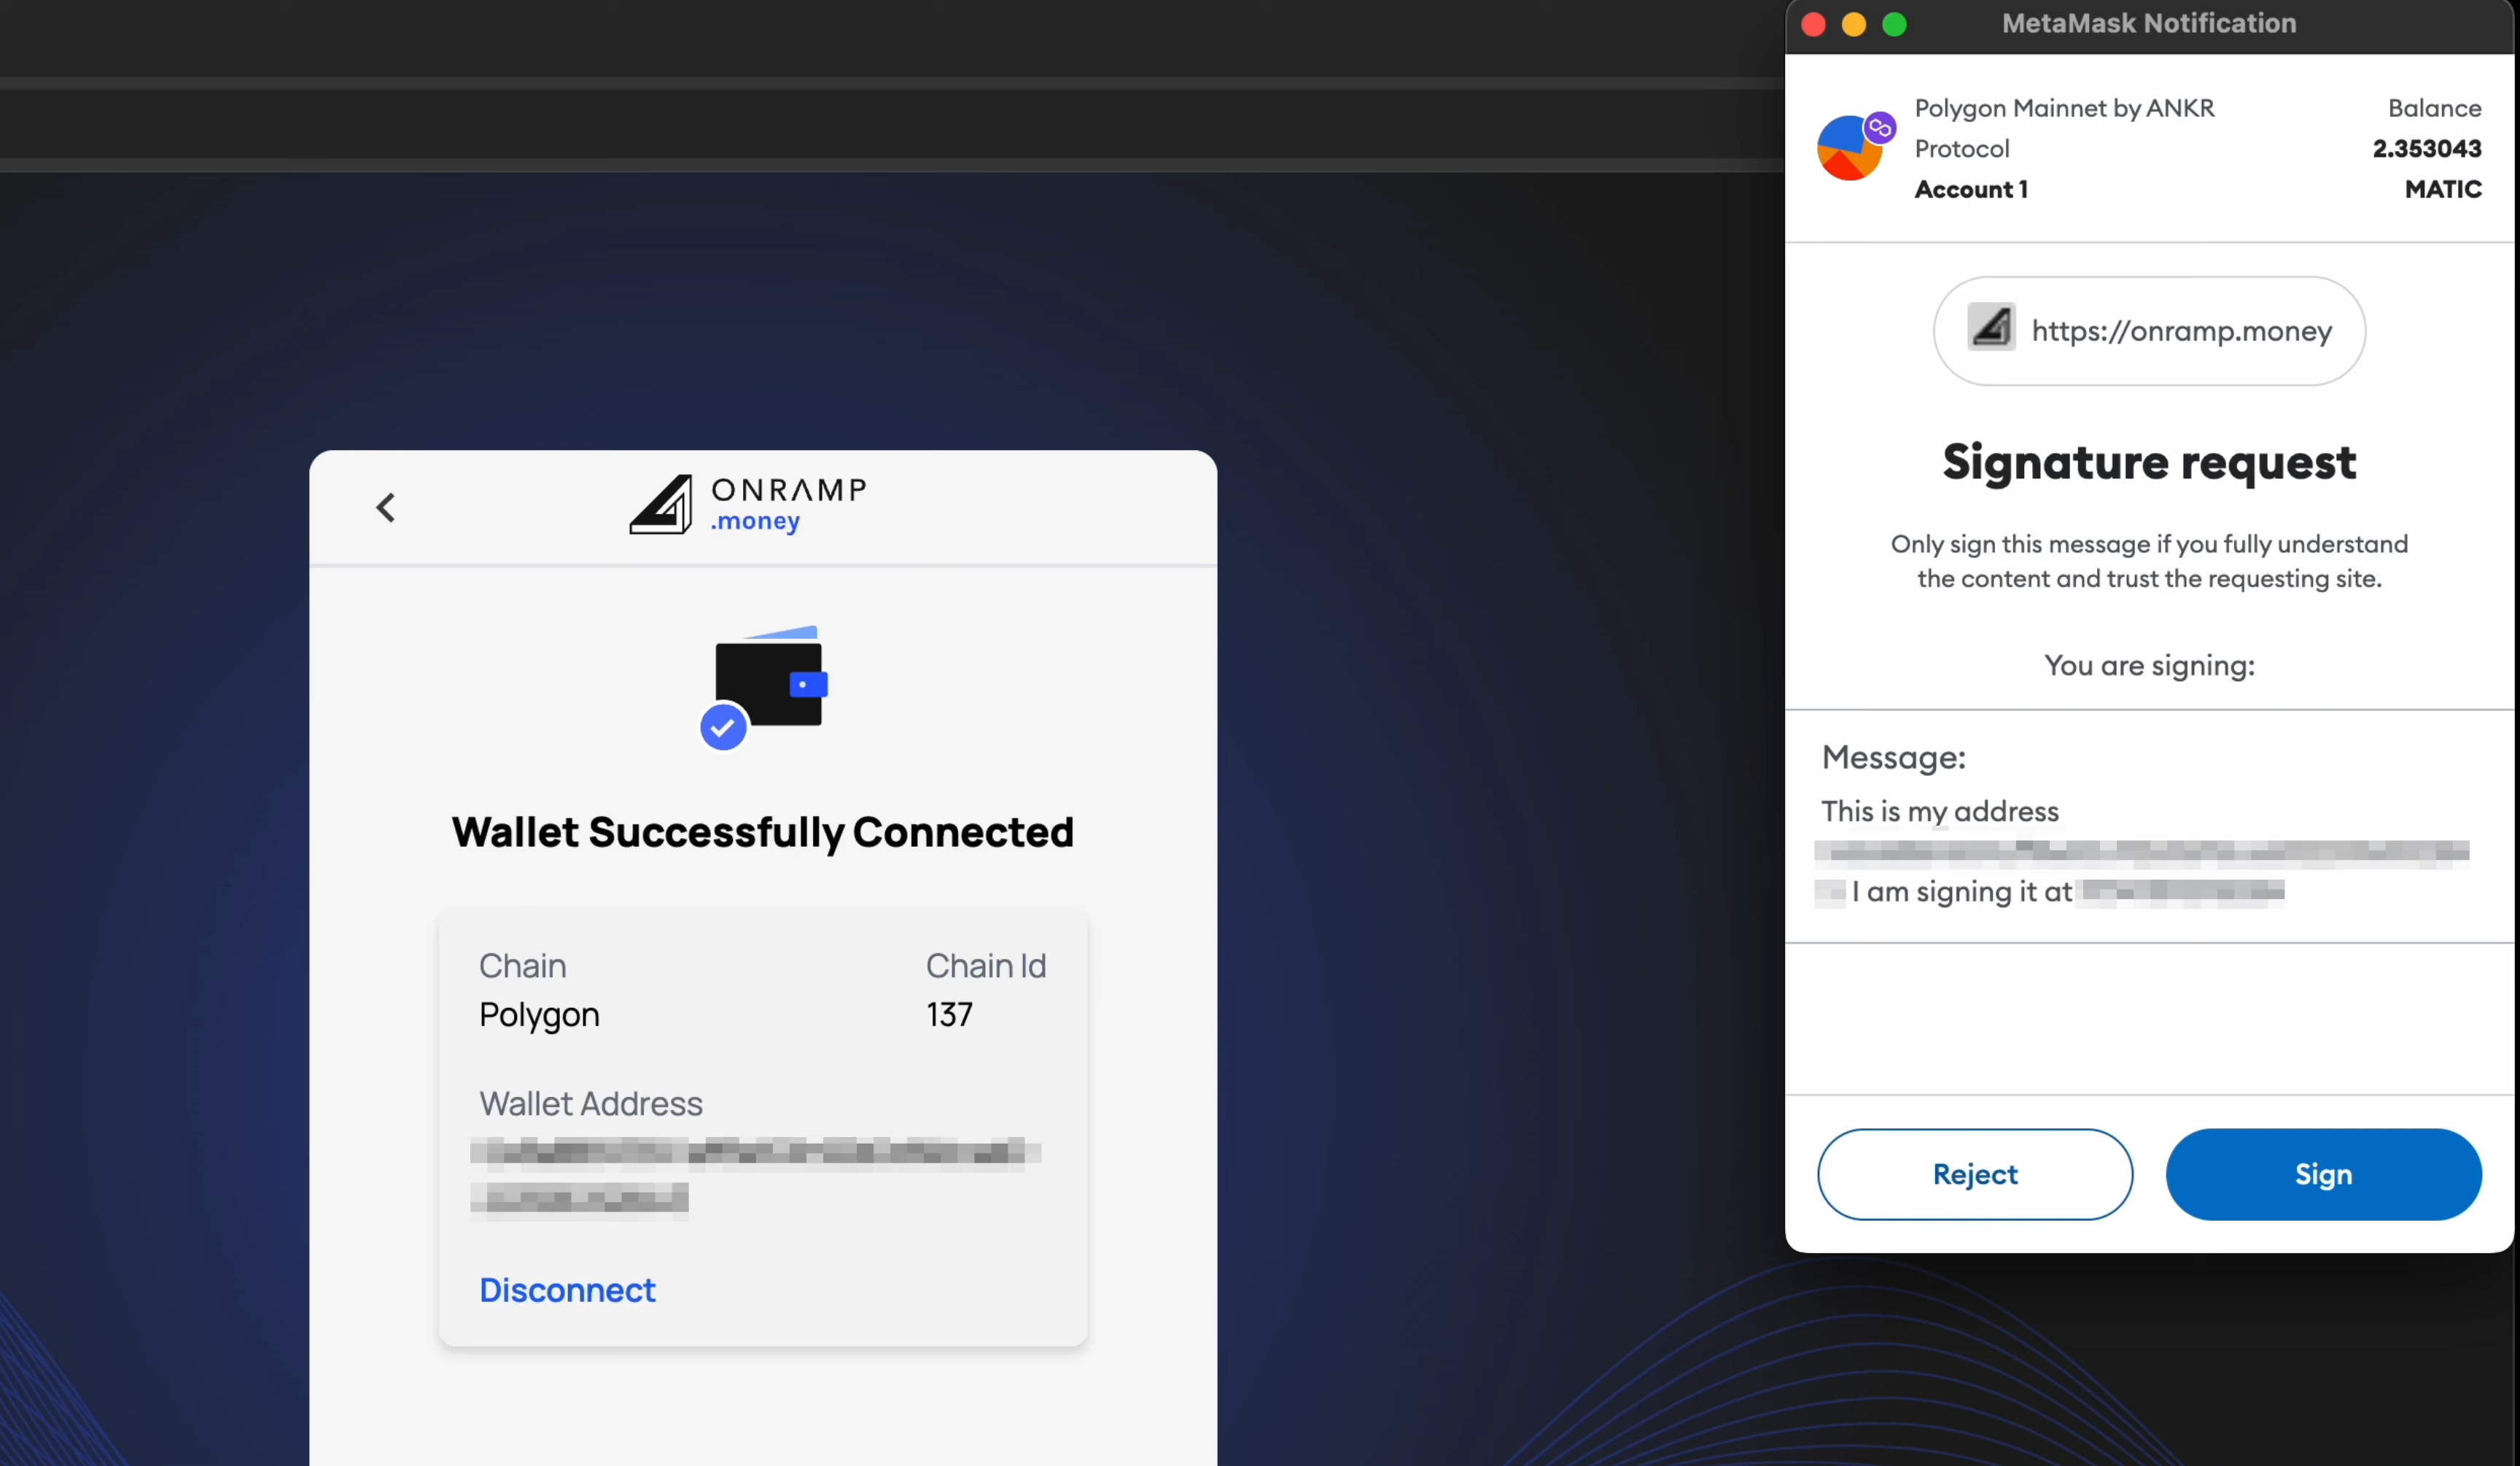 ONRAMP
.money
Wallet Successfully Connected
Chain
Chain Id
Polygon
137
Wallet Address
Disconnect
MetaMask Notification
Polygon Mainnet by ANKR
Balance
Protocol
2.353043
Account 1
MATIC
https://onramp.money
Signature request
Only sign this message if you fully understand
the content and trust the requesting site.
You are signing:
Message:
This is my address
I am signing it at
Reject
Sign